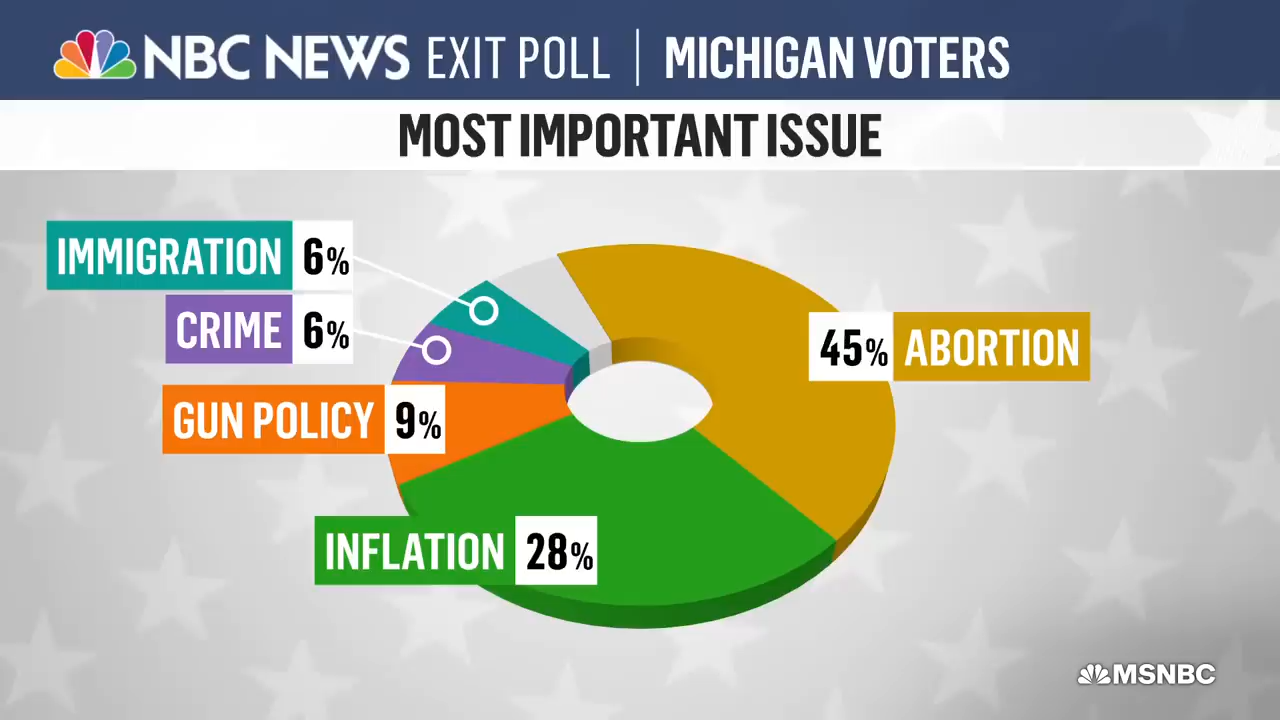 NBC NEWS EXIT POLL | MICHIGAN VOTERS
MOST IMPORTANT ISSUE
IMMIGRATION 6%
CRIME 6%
45% ABORTION
GUN POLICY 9%
INFLATION 28%
MSNBC